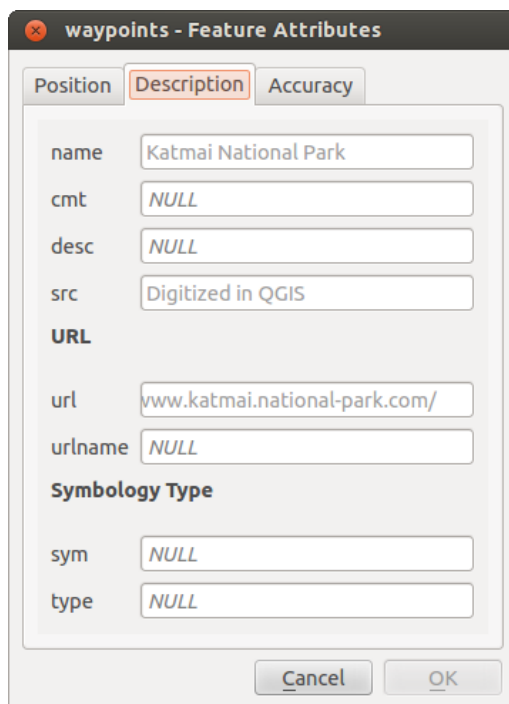 waypoints - Feature Attributes
Position Description Accuracy
name Katmai National Park
cmt NULL
desc NULL
src Digitized in QGIS
URL
url www.katmai.national-park.com/
urlname NULL
Symbology Type
sym NULL
type NULL
Cancel OK